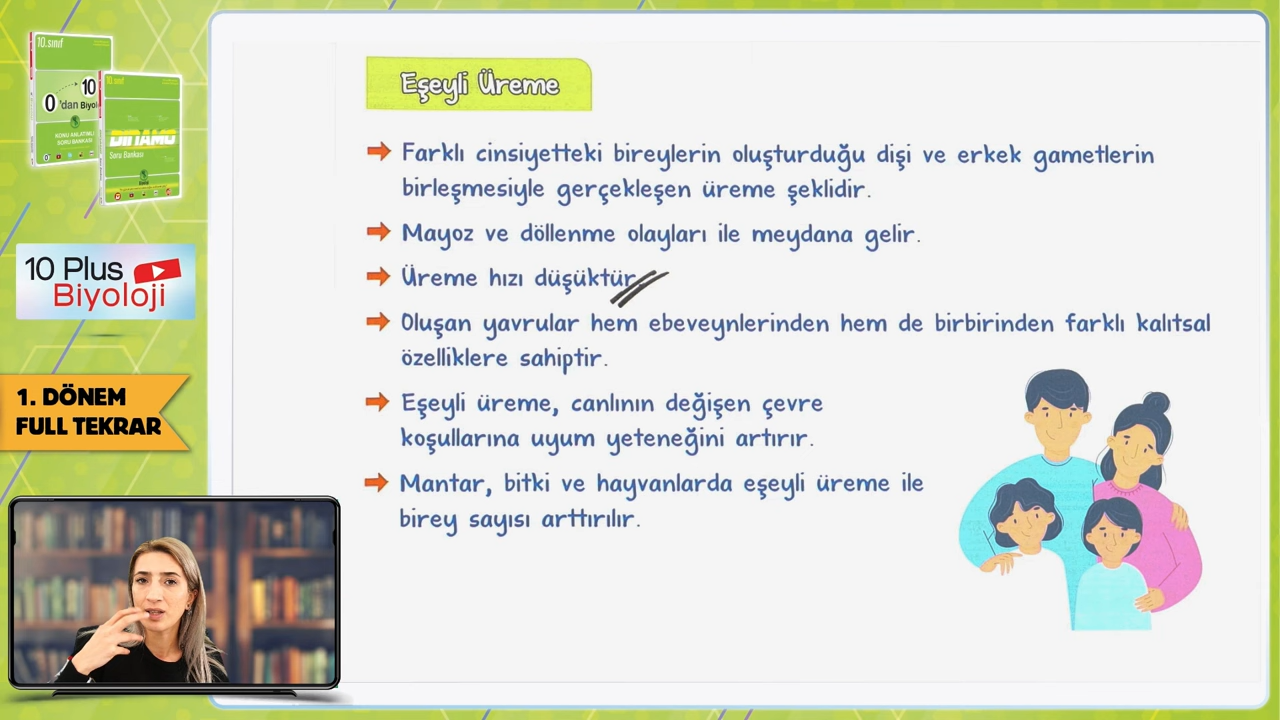 10.sınıf
0'dan 10
Biyoloji
KONU ANLATIMLI
SORU BANKASI
10.sınıf
DİNAMO
Soru Bankası
10 Plus
Biyoloji
1. DÖNEM
FULL TEKRAR
Eşeyli Üreme
Farklı cinsiyetteki bireylerin oluşturduğu dişi ve erkek gametlerin
birleşmesiyle gerçekleşen üreme şeklidir.
Mayoz ve döllenme olayları ile meydana gelir.
Üreme hızı düşüktür
Oluşan yavrular hem ebeveynlerinden hem de birbirinden farklı kalıtsal
özelliklere sahiptir.
Eşeyli üreme, canlının değişen çevre
koşullarına uyum yeteneğini artırır.
Mantar, bitki ve hayvanlarda eşeyli üreme ile
birey sayısı arttırılır.